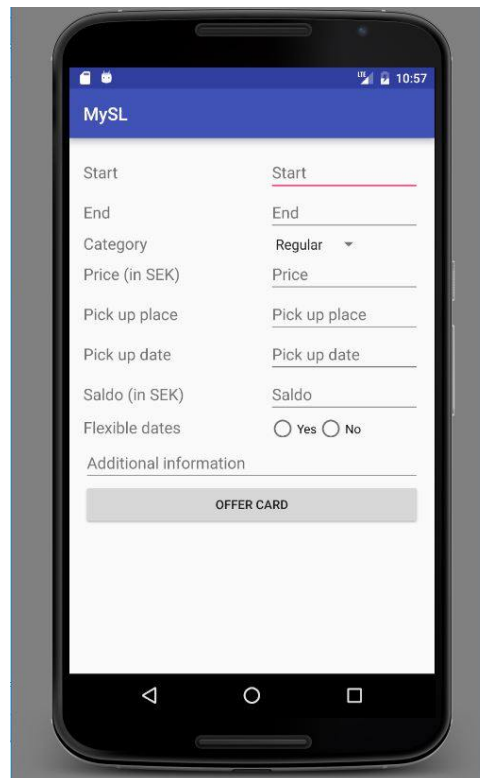 LTE 10:57
MySL
Start Start
End End
Category Regular
Price (in SEK) Price
Pick up place Pick up place
Pick up date Pick up date
Saldo (in SEK) Saldo
Flexible dates Yes No
Additional information
OFFER CARD